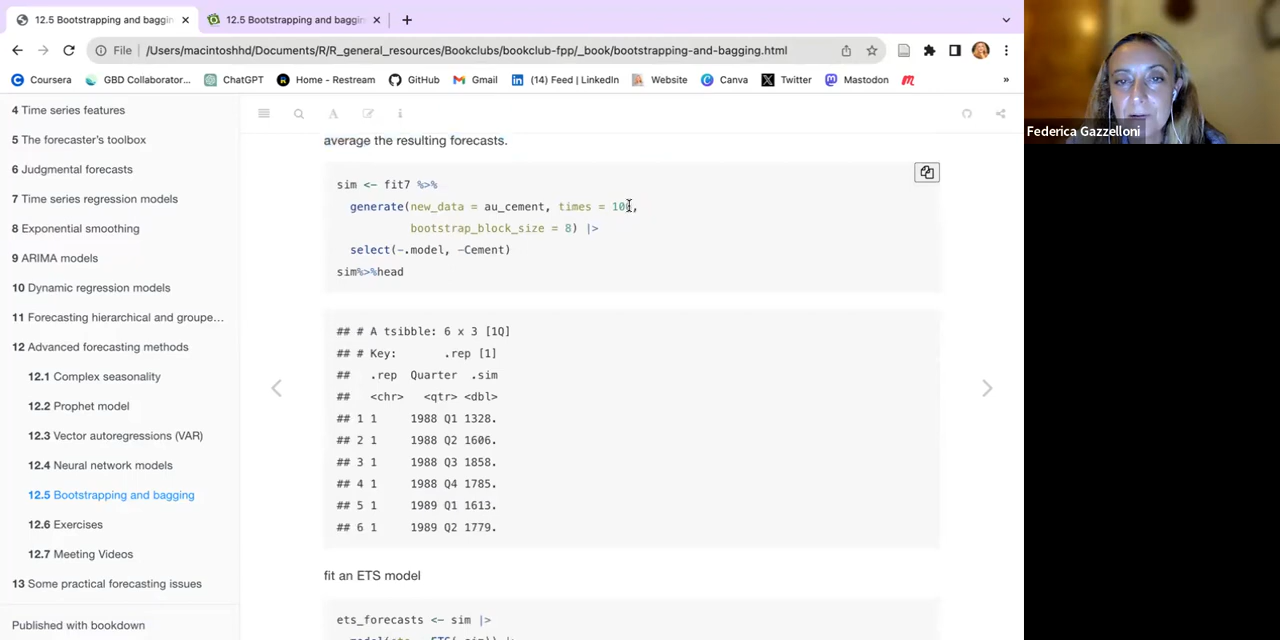 12.5 Bootstrapping and baggin
12.5 Bootstrapping and baggin
File
/Users/macintoshhd/Documents/R/R_general_resources/Bookclubs/bookclub-fpp/_book/bootstrapping-and-bagging.html
Coursera
GBD Collaborator...
ChatGPT
Home - Restream
GitHub
Gmail
(14) Feed | LinkedIn
Website
Canva
Twitter
Mastodon
»
Federica Gazzelloni
4 Time series features
5 The forecaster's toolbox
6 Judgmental forecasts
7 Time series regression models
8 Exponential smoothing
9 ARIMA models
10 Dynamic regression models
11 Forecasting hierarchical and groupe...
12 Advanced forecasting methods
12.1 Complex seasonality
12.2 Prophet model
12.3 Vector autoregressions (VAR)
12.4 Neural network models
12.5 Bootstrapping and bagging
12.6 Exercises
12.7 Meeting Videos
13 Some practical forecasting issues
Published with bookdown
average the resulting forecasts.
sim <- fit7 %>%
generate(new_data = au_cement, times = 100,
bootstrap_block_size = 8) |>
select(-.model, -Cement)
sim%>%head
## # A tsibble: 6 x 3 [1Q]
## # Key: .rep [1]
## .rep Quarter .sim
## <chr> <qtr> <dbl>
## 1 1 1988 Q1 1328.
## 2 1 1988 Q2 1606.
## 3 1 1988 Q3 1858.
## 4 1 1988 Q4 1785.
## 5 1 1989 Q1 1613.
## 6 1 1989 Q2 1779.
fit an ETS model
ets_forecasts <- sim |>